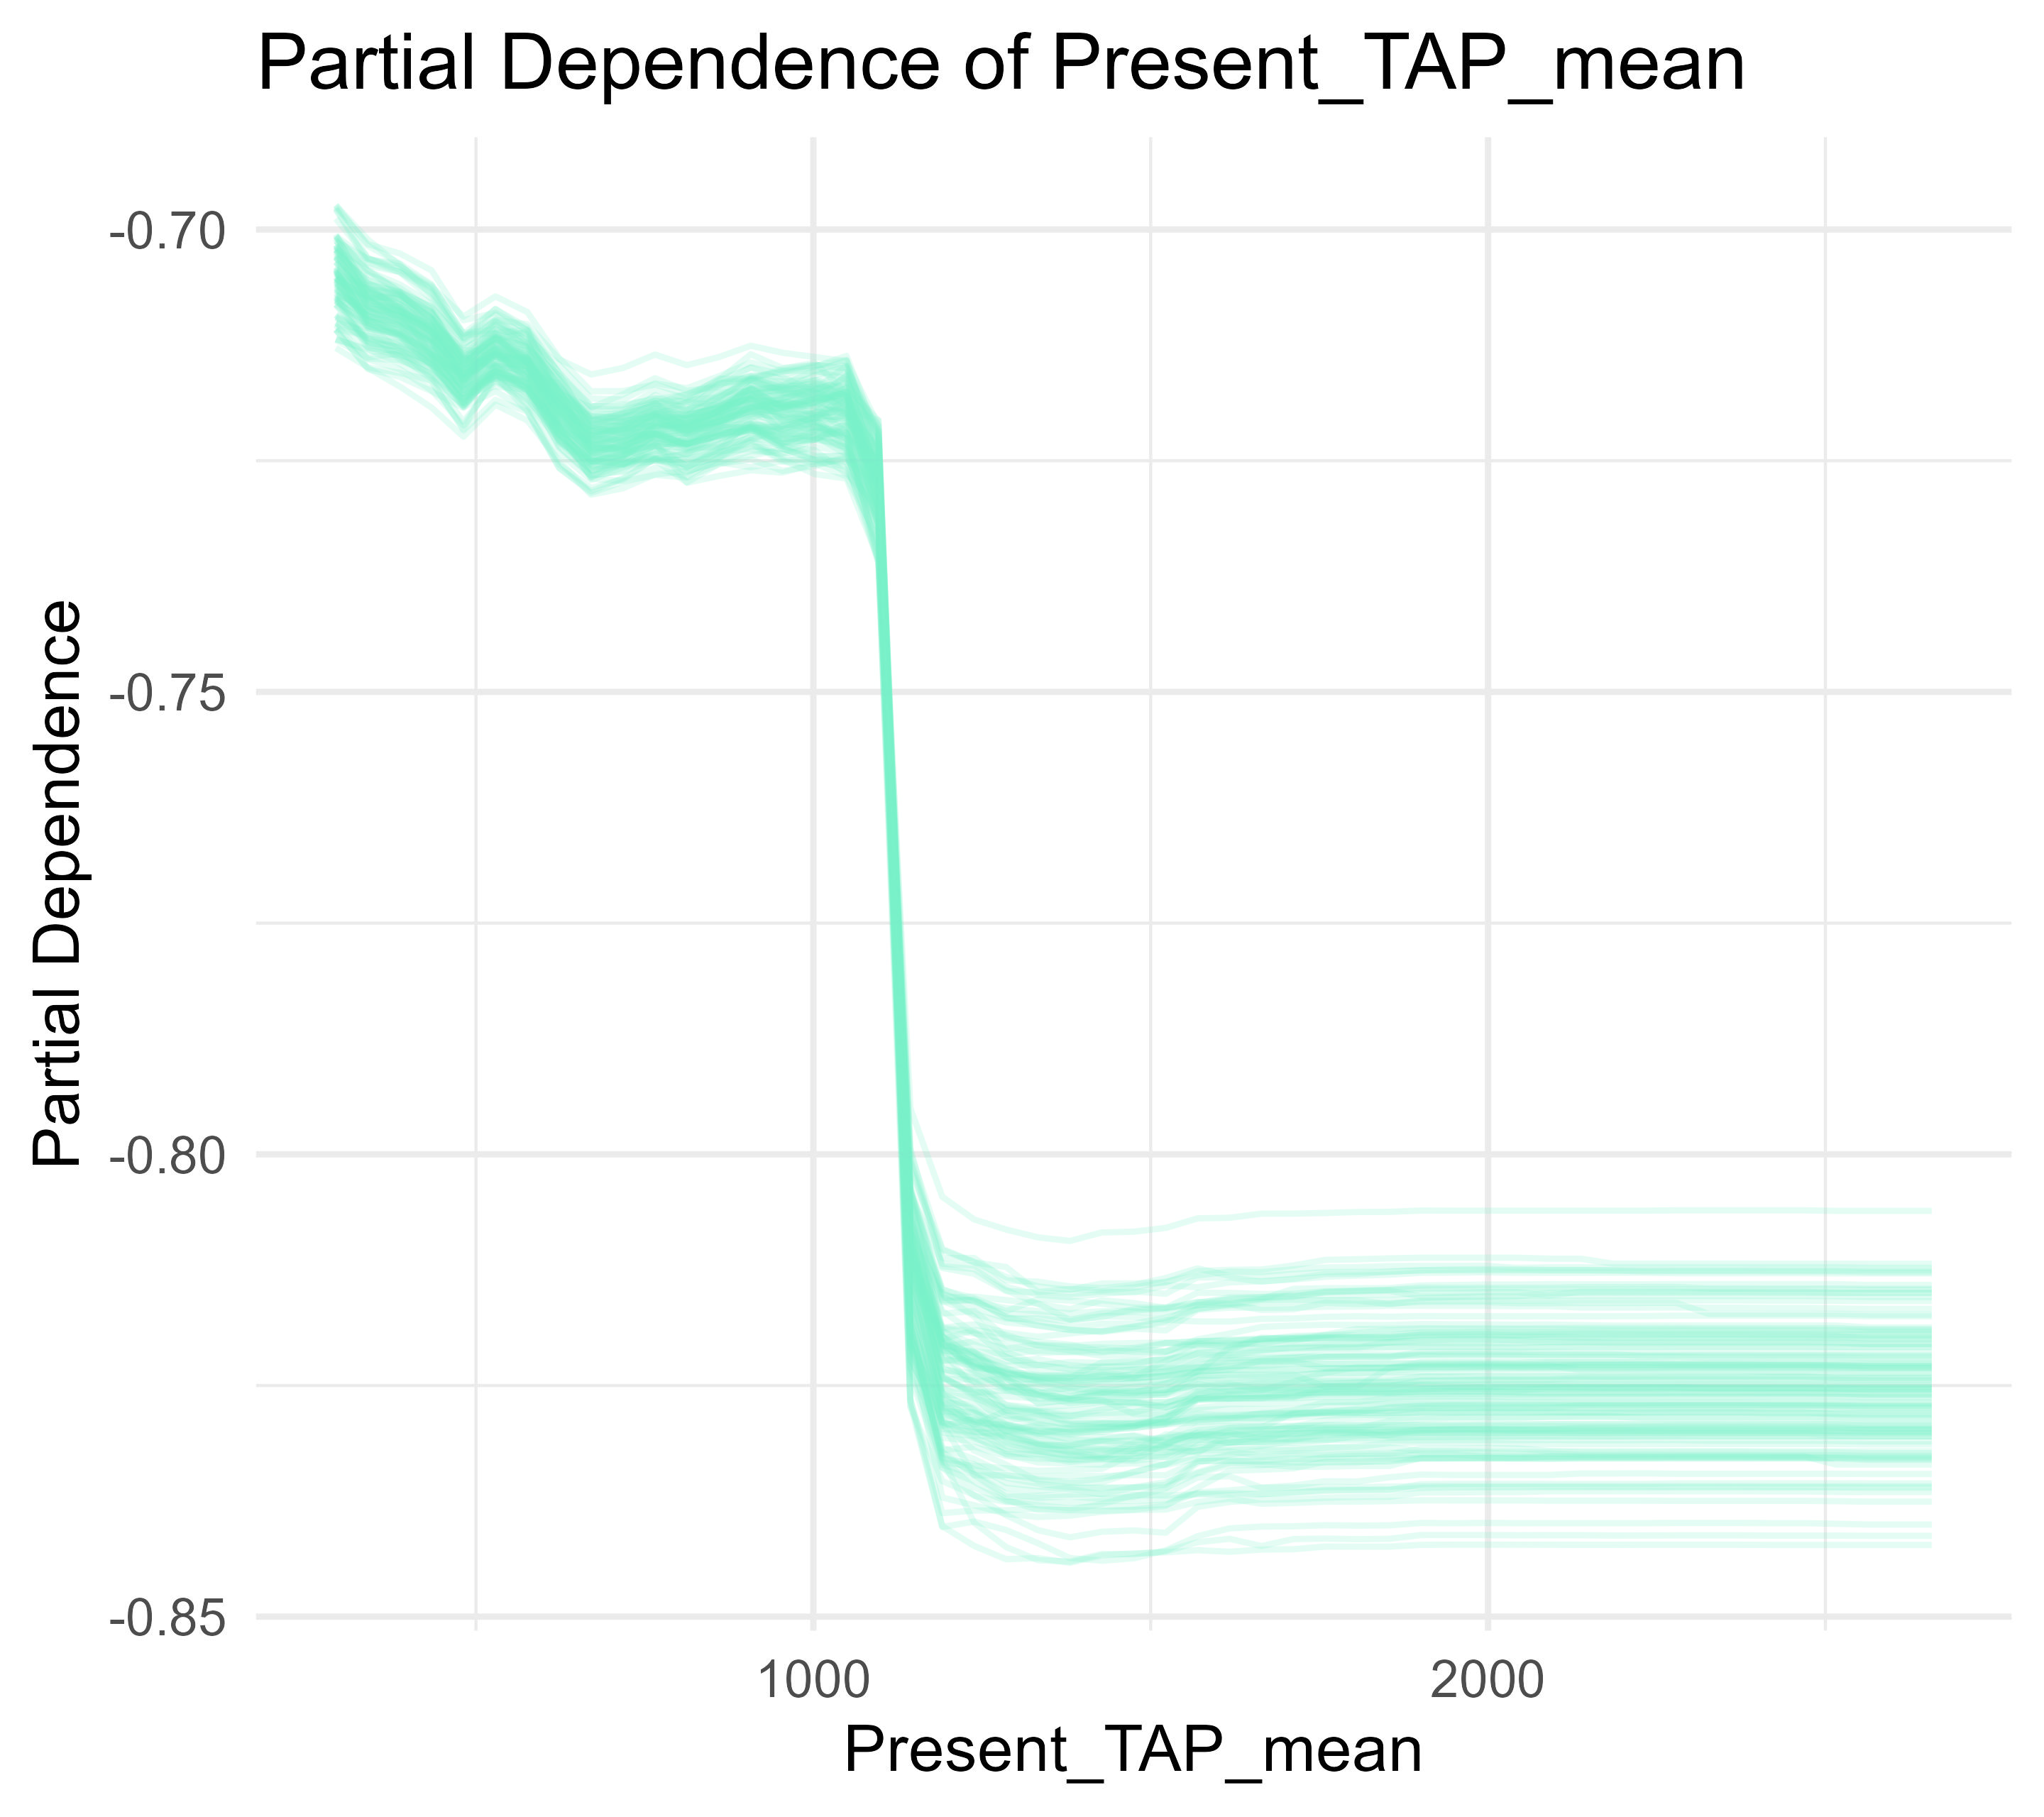 Partial Dependence of Present_TAP_mean
Partial Dependence
-0.70
-0.75
-0.80
-0.85
1000
2000
Present_TAP_mean